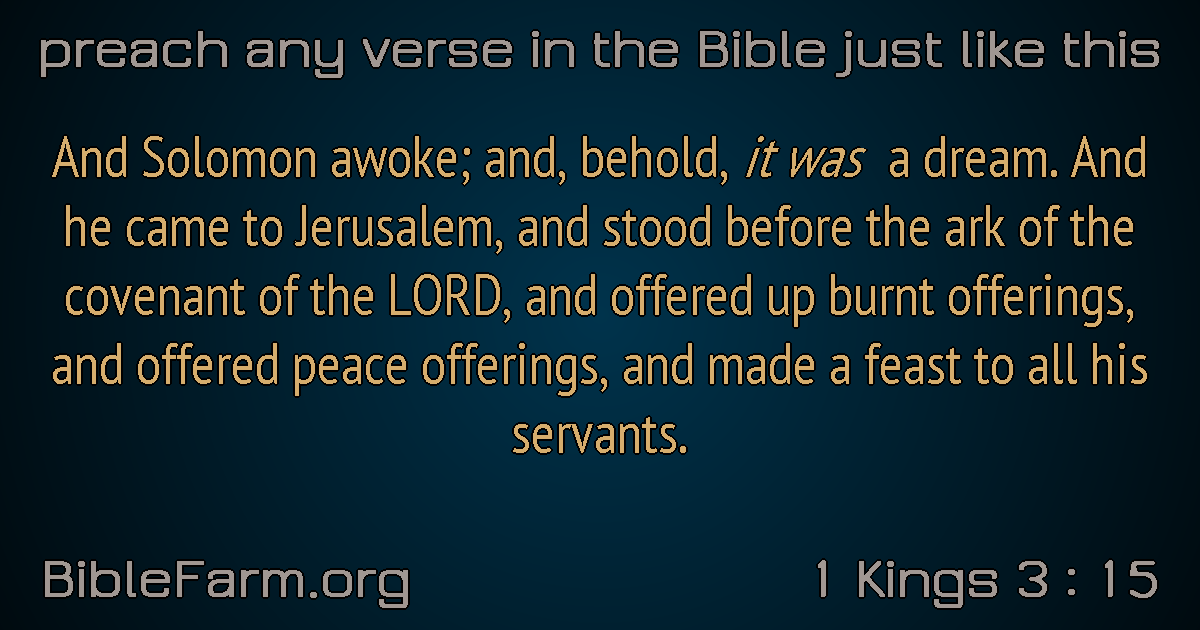 preach any verse in the Bible just like this
And Solomon awoke; and, behold, it was a dream. And
he came to Jerusalem, and stood before the ark of the
covenant of the LORD, and offered up burnt offerings,
and offered peace offerings, and made a feast to all his
servants.
BibleFarm.org
1 Kings 3 : 15